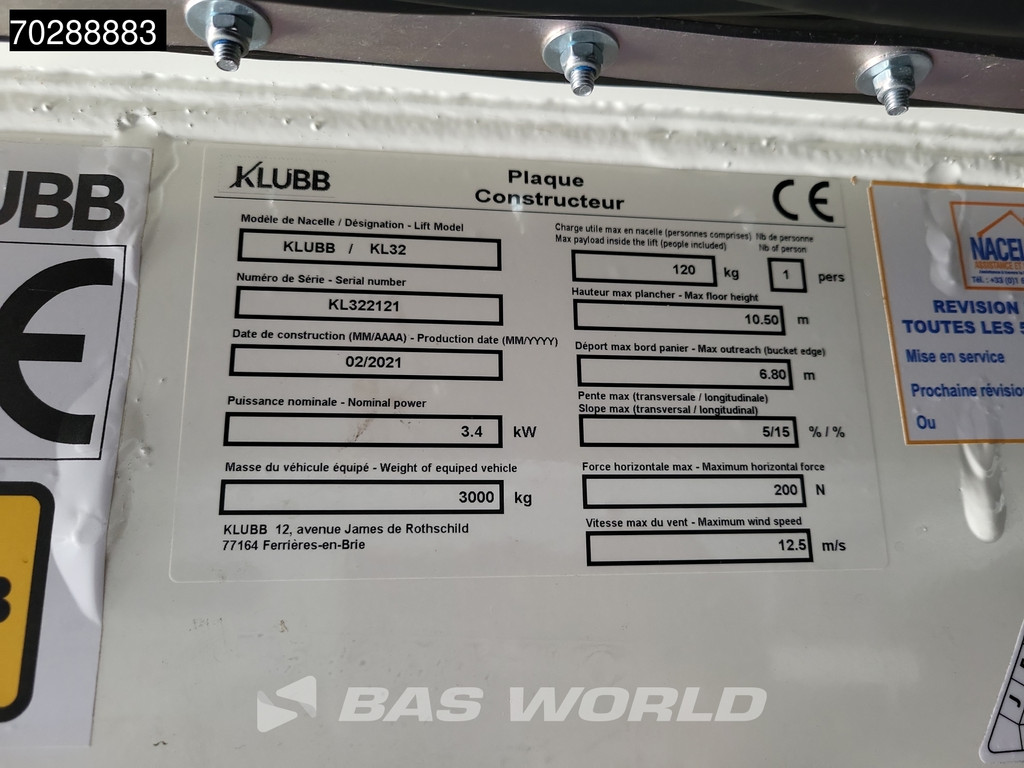 70288883
UBB
KLUBB
Plaque
Constructeur
CE
Modèle de Nacelle / Désignation - Lift Model
KLUBB / KL32
Numéro de Série - Serial number
KL322121
Date de construction (MM/AAAA) - Production date (MM/YYYY)
02/2021
Puissance nominale - Nominal power
3.4 kW
Masse du véhicule équipé - Weight of equiped vehicle
3000 kg
KLUBB 12, avenue James de Rothschild
77164 Ferrières-en-Brie
Charge utile max en nacelle (personnes comprises)
Max payload inside the lift (people included)
120 kg
Nb de personne
Nb of person
1 pers
Hauteur max plancher - Max floor height
10.50 m
Déport max bord panier - Max outreach (bucket edge)
6.80 m
Pente max (transversale / longitudinale)
Slope max (transversal / longitudinal)
5/15 % / %
Force horizontale max - Maximum horizontal force
200 N
Vitesse max du vent - Maximum wind speed
12.5 m/s
NACEL
ASSISTANCE ET
Tél. : +33 (0)1
REVISION
TOUTES LES 5
Mise en service
Prochaine révision
Ou
BAS WORLD